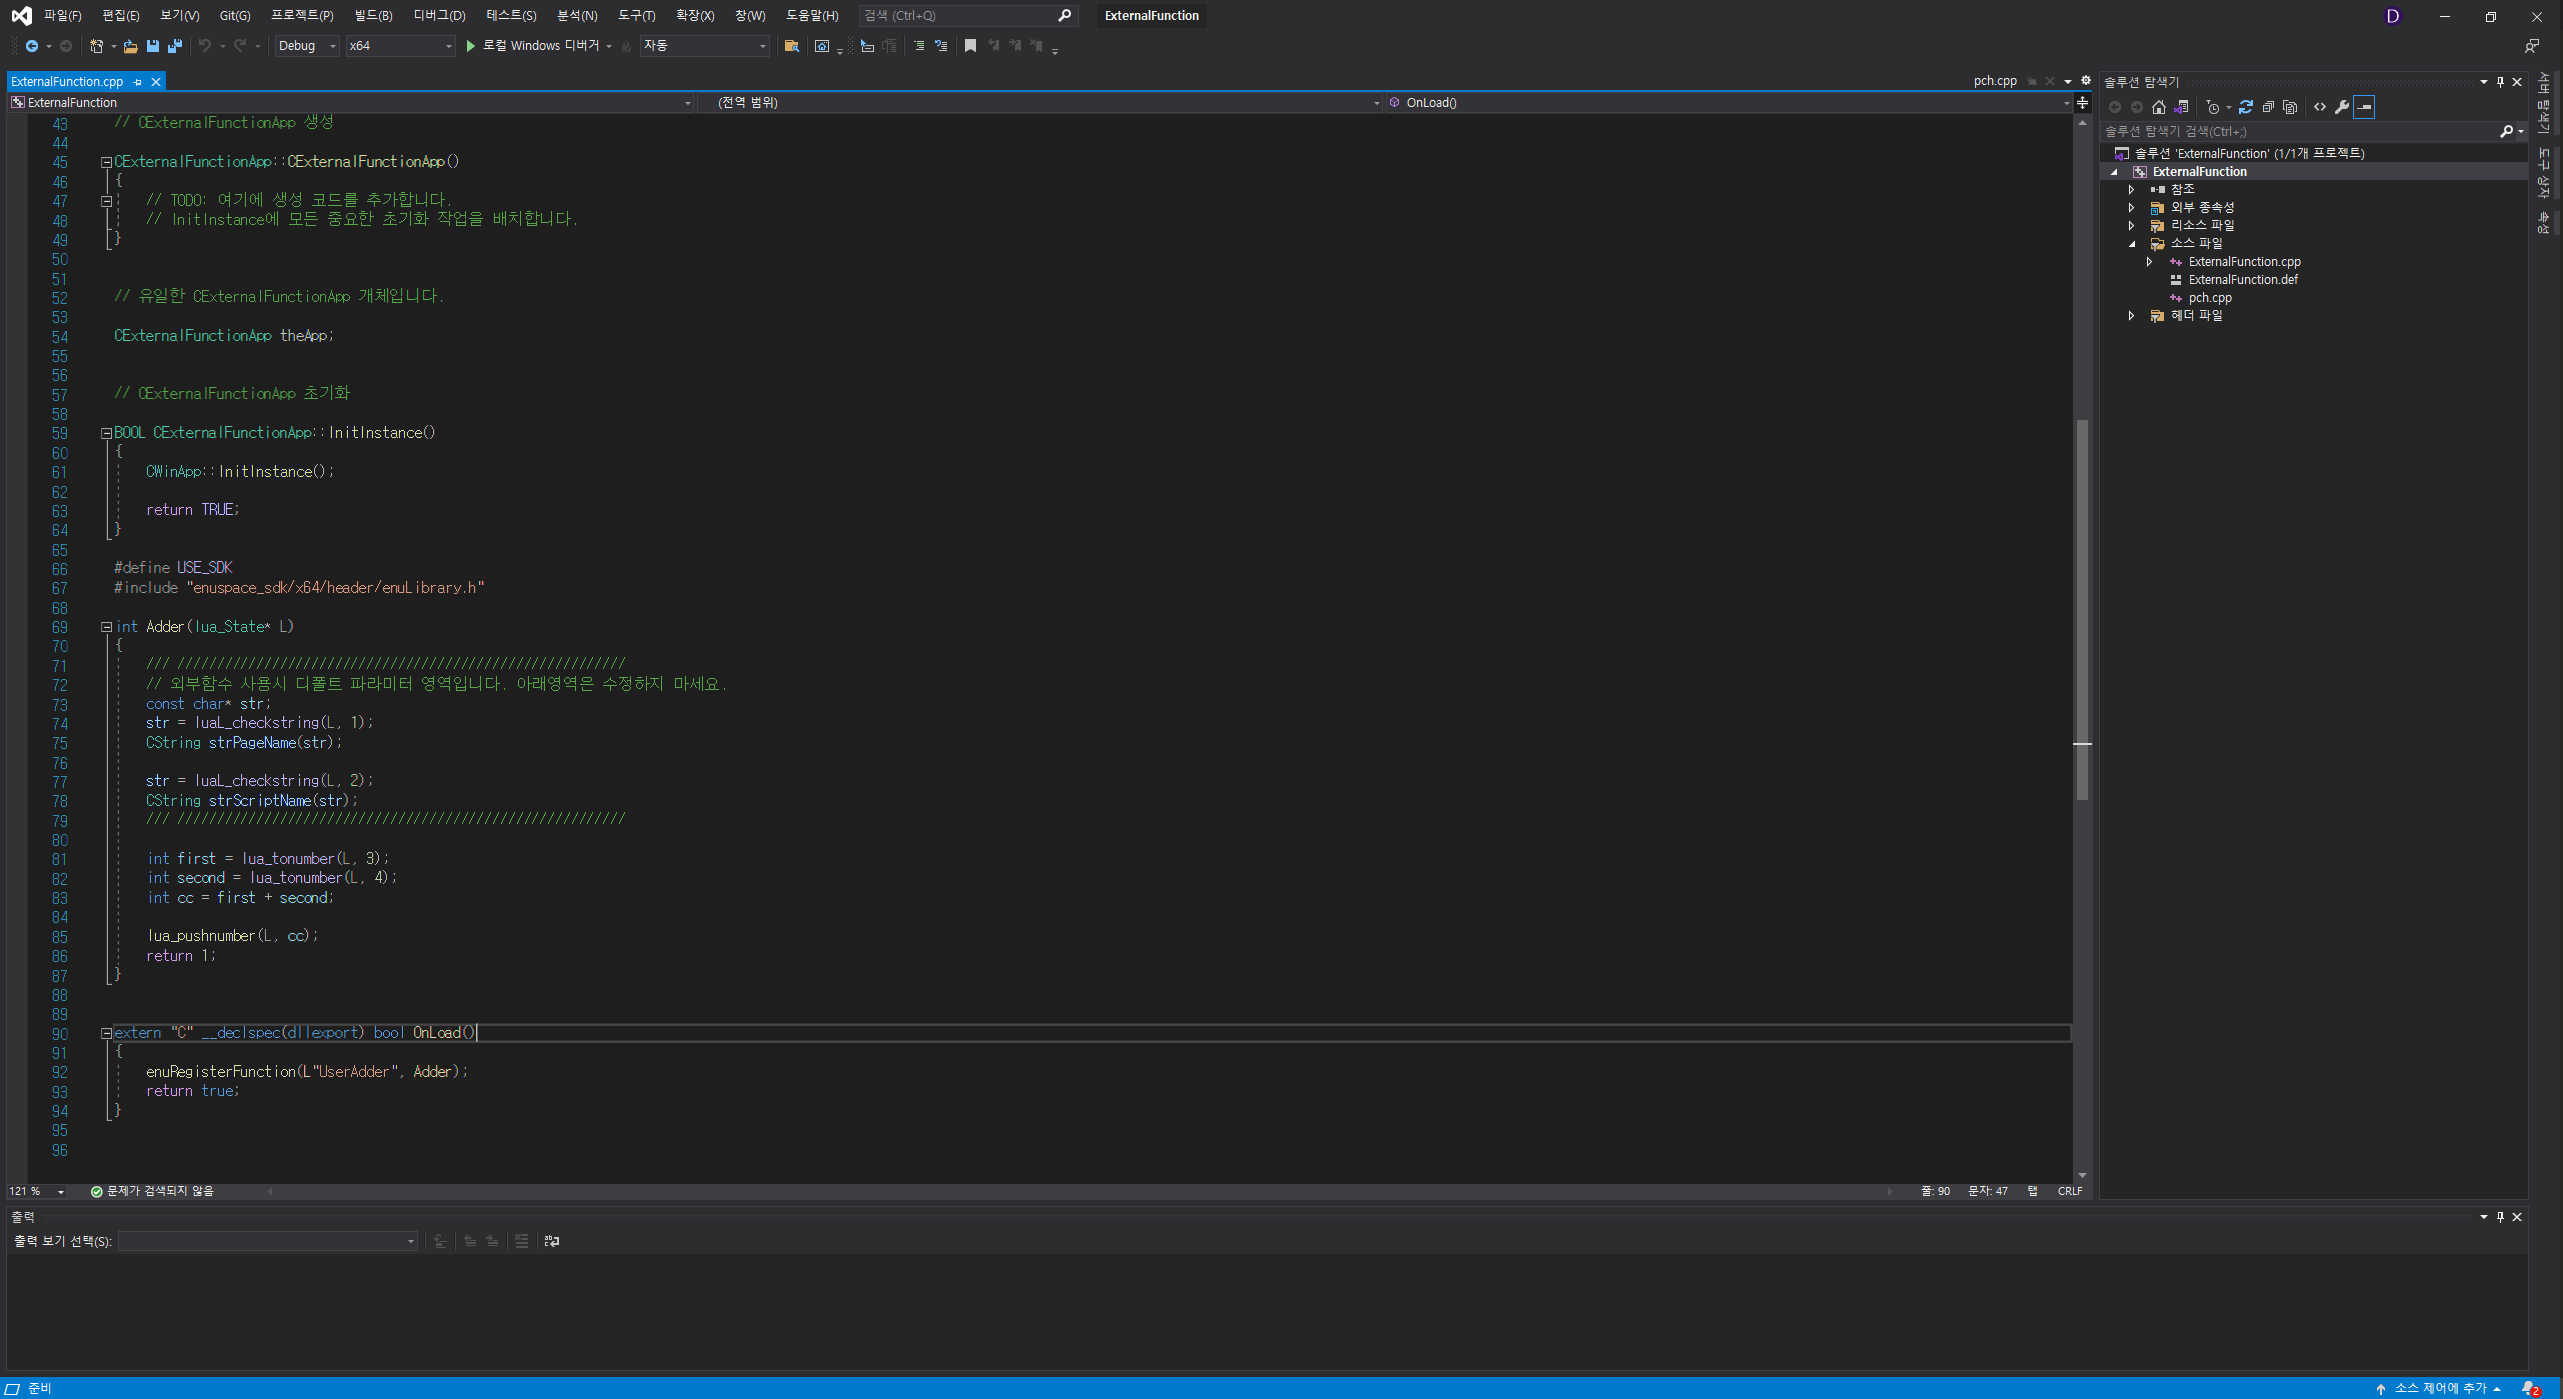 파일(F) 편집(E) 보기(V) Git(G) 프로젝트(P) 빌드(B) 디버그(D) 테스트(S) 분석(N) 도구(T) 확장(X) 창(W) 도움말(H) 검색 (Ctrl+Q) ExternalFunction D
Debug x64 로컬 Windows 디버거 자동
ExternalFunction.cpp pch.cpp
ExternalFunction (전역 범위) OnLoad()
43 // CExternalFunctionApp 생성
44
45 CExternalFunctionApp::CExternalFunctionApp()
46 {
47 // TODO: 여기에 생성 코드를 추가합니다.
48 // InitInstance에 모든 중요한 초기화 작업을 배치합니다.
49 }
50
51
52 // 유일한 CExternalFunctionApp 개체입니다.
53
54 CExternalFunctionApp theApp;
55
56
57 // CExternalFunctionApp 초기화
58
59 BOOL CExternalFunctionApp::InitInstance()
60 {
61 CWinApp::InitInstance();
62
63 return TRUE;
64 }
65
66 #define USE_SDK
67 #include "enuspace_sdk/x64/header/enuLibrary.h"
68
69 int Adder(lua_State* L)
70 {
71 /// /////////////////////////////////////////////////////////
72 // 외부함수 사용시 디폴트 파라미터 영역입니다. 아래영역은 수정하지 마세요.
73 const char* str;
74 str = luaL_checkstring(L, 1);
75 CString strPageName(str);
76
77 str = luaL_checkstring(L, 2);
78 CString strScriptName(str);
79 /// /////////////////////////////////////////////////////////
80
81 int first = lua_tonumber(L, 3);
82 int second = lua_tonumber(L, 4);
83 int cc = first + second;
84
85 lua_pushnumber(L, cc);
86 return 1;
87 }
88
89
90 extern "C" __declspec(dllexport) bool OnLoad()
91 {
92 enuRegisterFunction(L"UserAdder", Adder);
93 return true;
94 }
95
96
121 % 문제가 검색되지 않음 줄: 90 문자: 47 탭 CRLF
솔루션 탐색기
솔루션 탐색기 검색(Ctrl+;)
솔루션 'ExternalFunction' (1/1개 프로젝트)
ExternalFunction
참조
외부 종속성
리소스 파일
소스 파일
ExternalFunction.cpp
ExternalFunction.def
pch.cpp
헤더 파일
서버 탐색기
도구 상자
속성
출력
출력 보기 선택(S):
준비 소스 제어에 추가 2